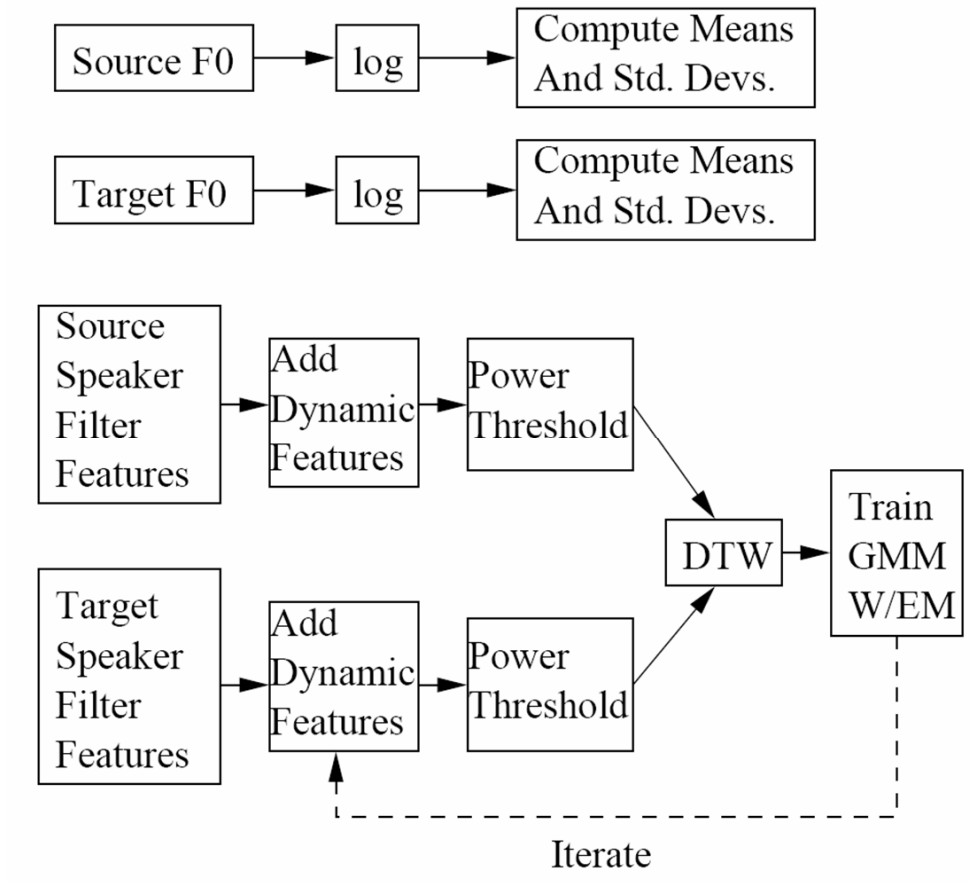 Source F0
log
Compute Means
And Std. Devs.
Target F0
log
Compute Means
And Std. Devs.
Source
Speaker
Filter
Features
Add
Dynamic
Features
Power
Threshold
DTW
Train
GMM
W/EM
Target
Speaker
Filter
Features
Add
Dynamic
Features
Power
Threshold
Iterate